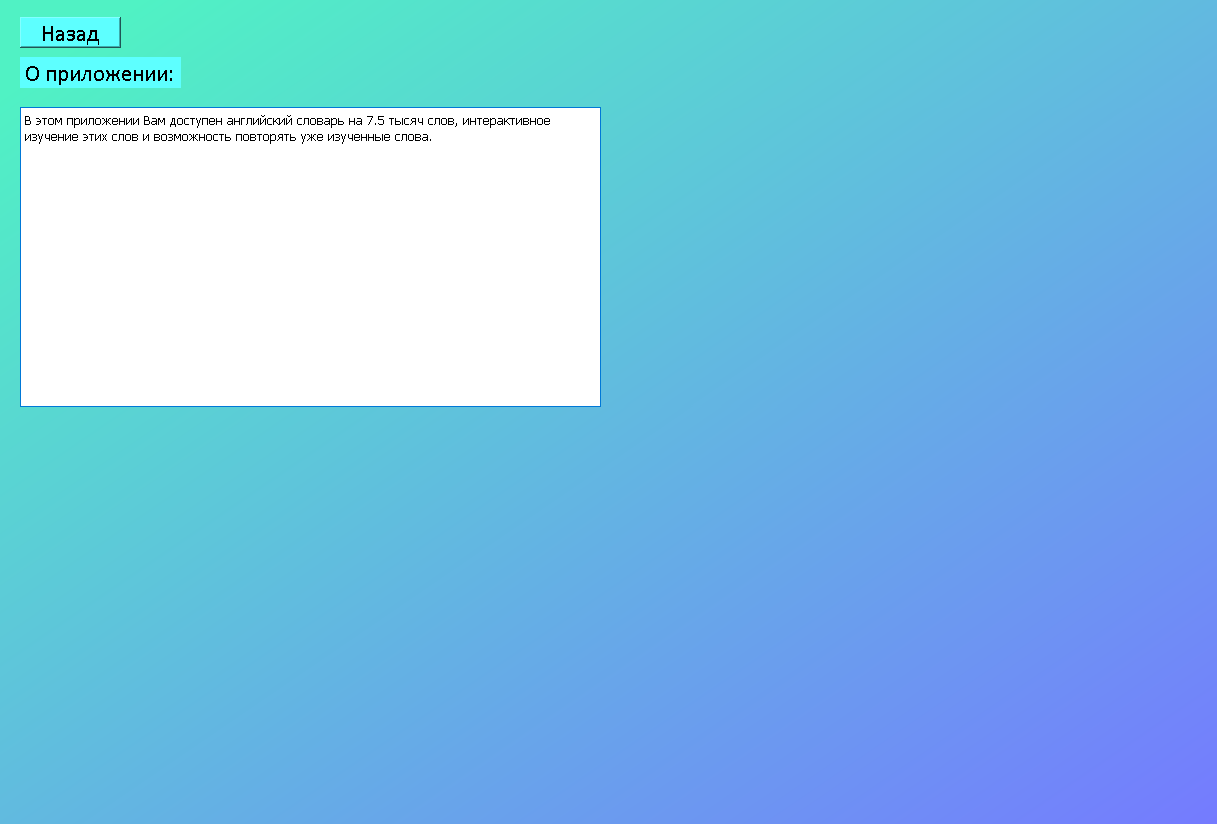 Назад
О приложении:
В этом приложении Вам доступен английский словарь на 7.5 тысяч слов, интерактивное
изучение этих слов и возможность повторять уже изученные слова.